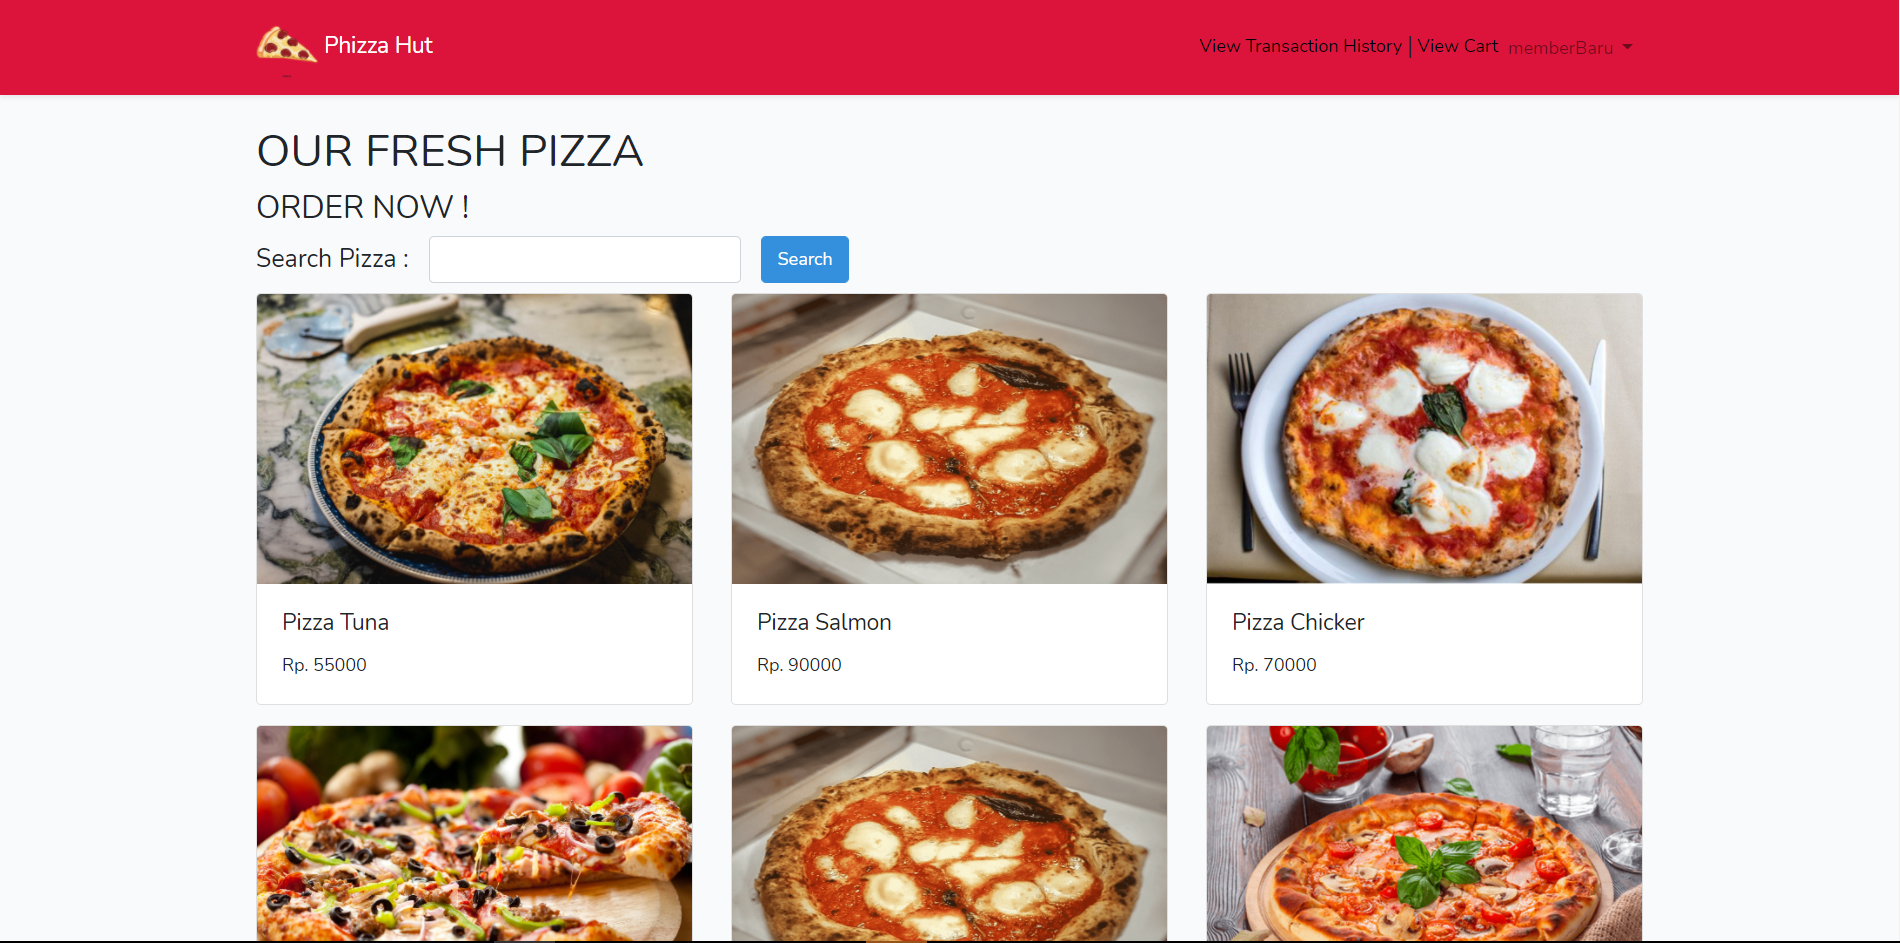 Phizza Hut
View Transaction History | View Cart memberBaru
OUR FRESH PIZZA
ORDER NOW !
Search Pizza :
Search
Pizza Tuna
Rp. 55000
Pizza Salmon
Rp. 90000
Pizza Chicker
Rp. 70000